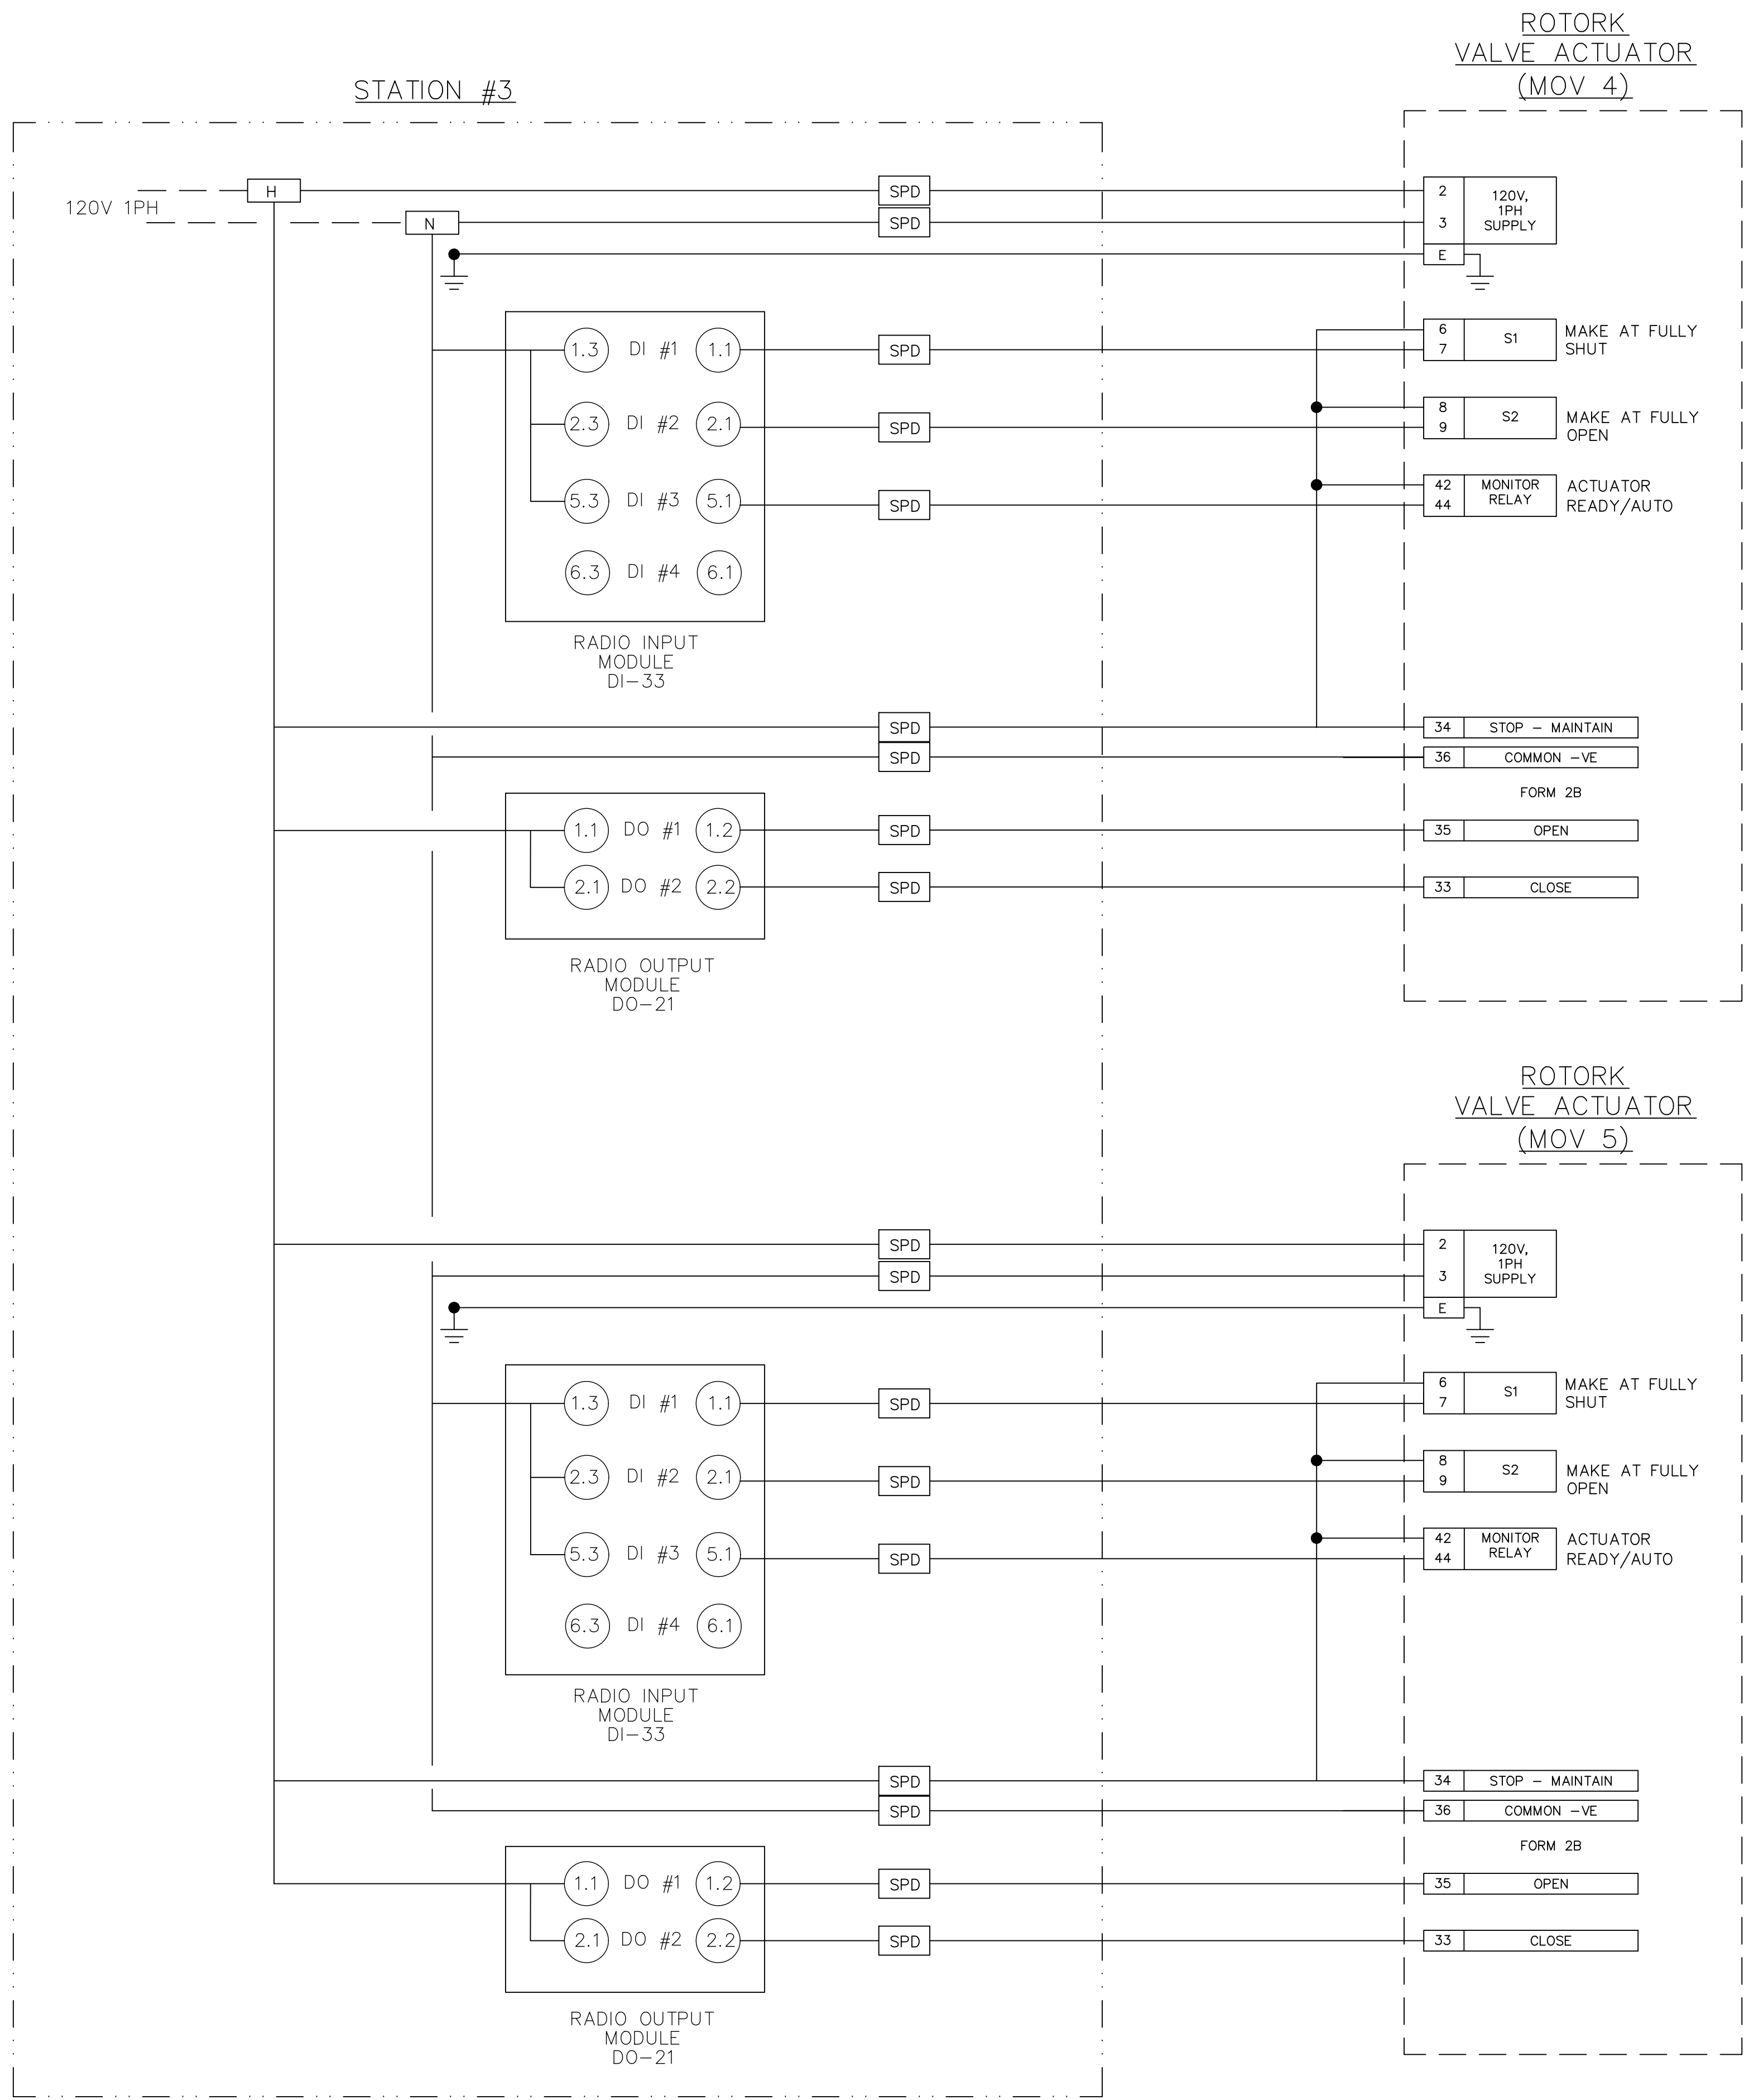 ROTORK
VALVE ACTUATOR
(MOV 4)
STATION #3
120V 1PH
H
SPD
2
120V,
1PH
SUPPLY
N
SPD
3
E
1.3 DI #1 1.1
SPD
6
7
S1
MAKE AT FULLY
SHUT
2.3 DI #2 2.1
SPD
8
9
S2
MAKE AT FULLY
OPEN
5.3 DI #3 5.1
SPD
42
44
MONITOR
RELAY
ACTUATOR
READY/AUTO
6.3 DI #4 6.1
RADIO INPUT
MODULE
DI-33
SPD
34 STOP - MAINTAIN
SPD
36 COMMON -VE
FORM 2B
1.1 DO #1 1.2
SPD
35 OPEN
2.1 DO #2 2.2
SPD
33 CLOSE
RADIO OUTPUT
MODULE
DO-21
ROTORK
VALVE ACTUATOR
(MOV 5)
SPD
2
120V,
1PH
SUPPLY
SPD
3
E
1.3 DI #1 1.1
SPD
6
7
S1
MAKE AT FULLY
SHUT
2.3 DI #2 2.1
SPD
8
9
S2
MAKE AT FULLY
OPEN
5.3 DI #3 5.1
SPD
42
44
MONITOR
RELAY
ACTUATOR
READY/AUTO
6.3 DI #4 6.1
RADIO INPUT
MODULE
DI-33
SPD
34 STOP - MAINTAIN
SPD
36 COMMON -VE
FORM 2B
1.1 DO #1 1.2
SPD
35 OPEN
2.1 DO #2 2.2
SPD
33 CLOSE
RADIO OUTPUT
MODULE
DO-21